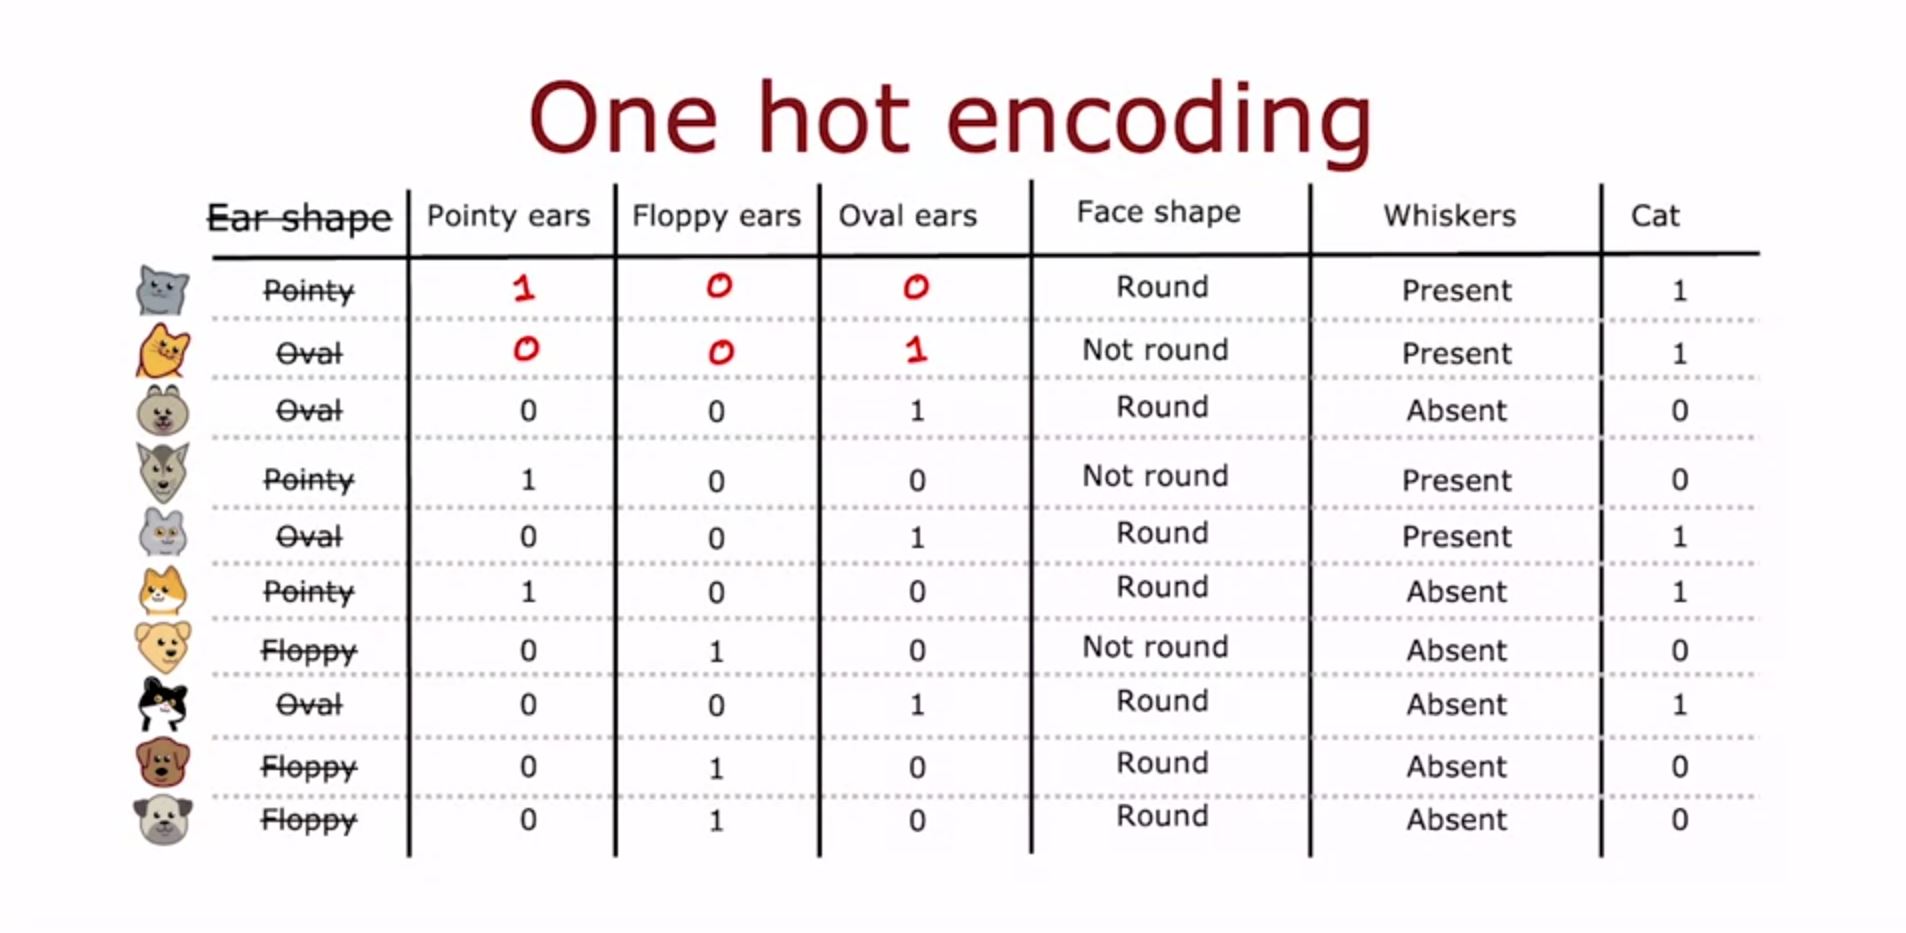 One hot encoding
Ear shape Pointy ears Floppy ears Oval ears Face shape Whiskers Cat
Pointy 1 0 0 Round Present 1
Oval 0 0 1 Not round Present 1
Oval 0 0 1 Round Absent 0
Pointy 1 0 0 Not round Present 0
Oval 0 0 1 Round Present 1
Pointy 1 0 0 Round Absent 1
Floppy 0 1 0 Not round Absent 0
Oval 0 0 1 Round Absent 1
Floppy 0 1 0 Round Absent 0
Floppy 0 1 0 Round Absent 0